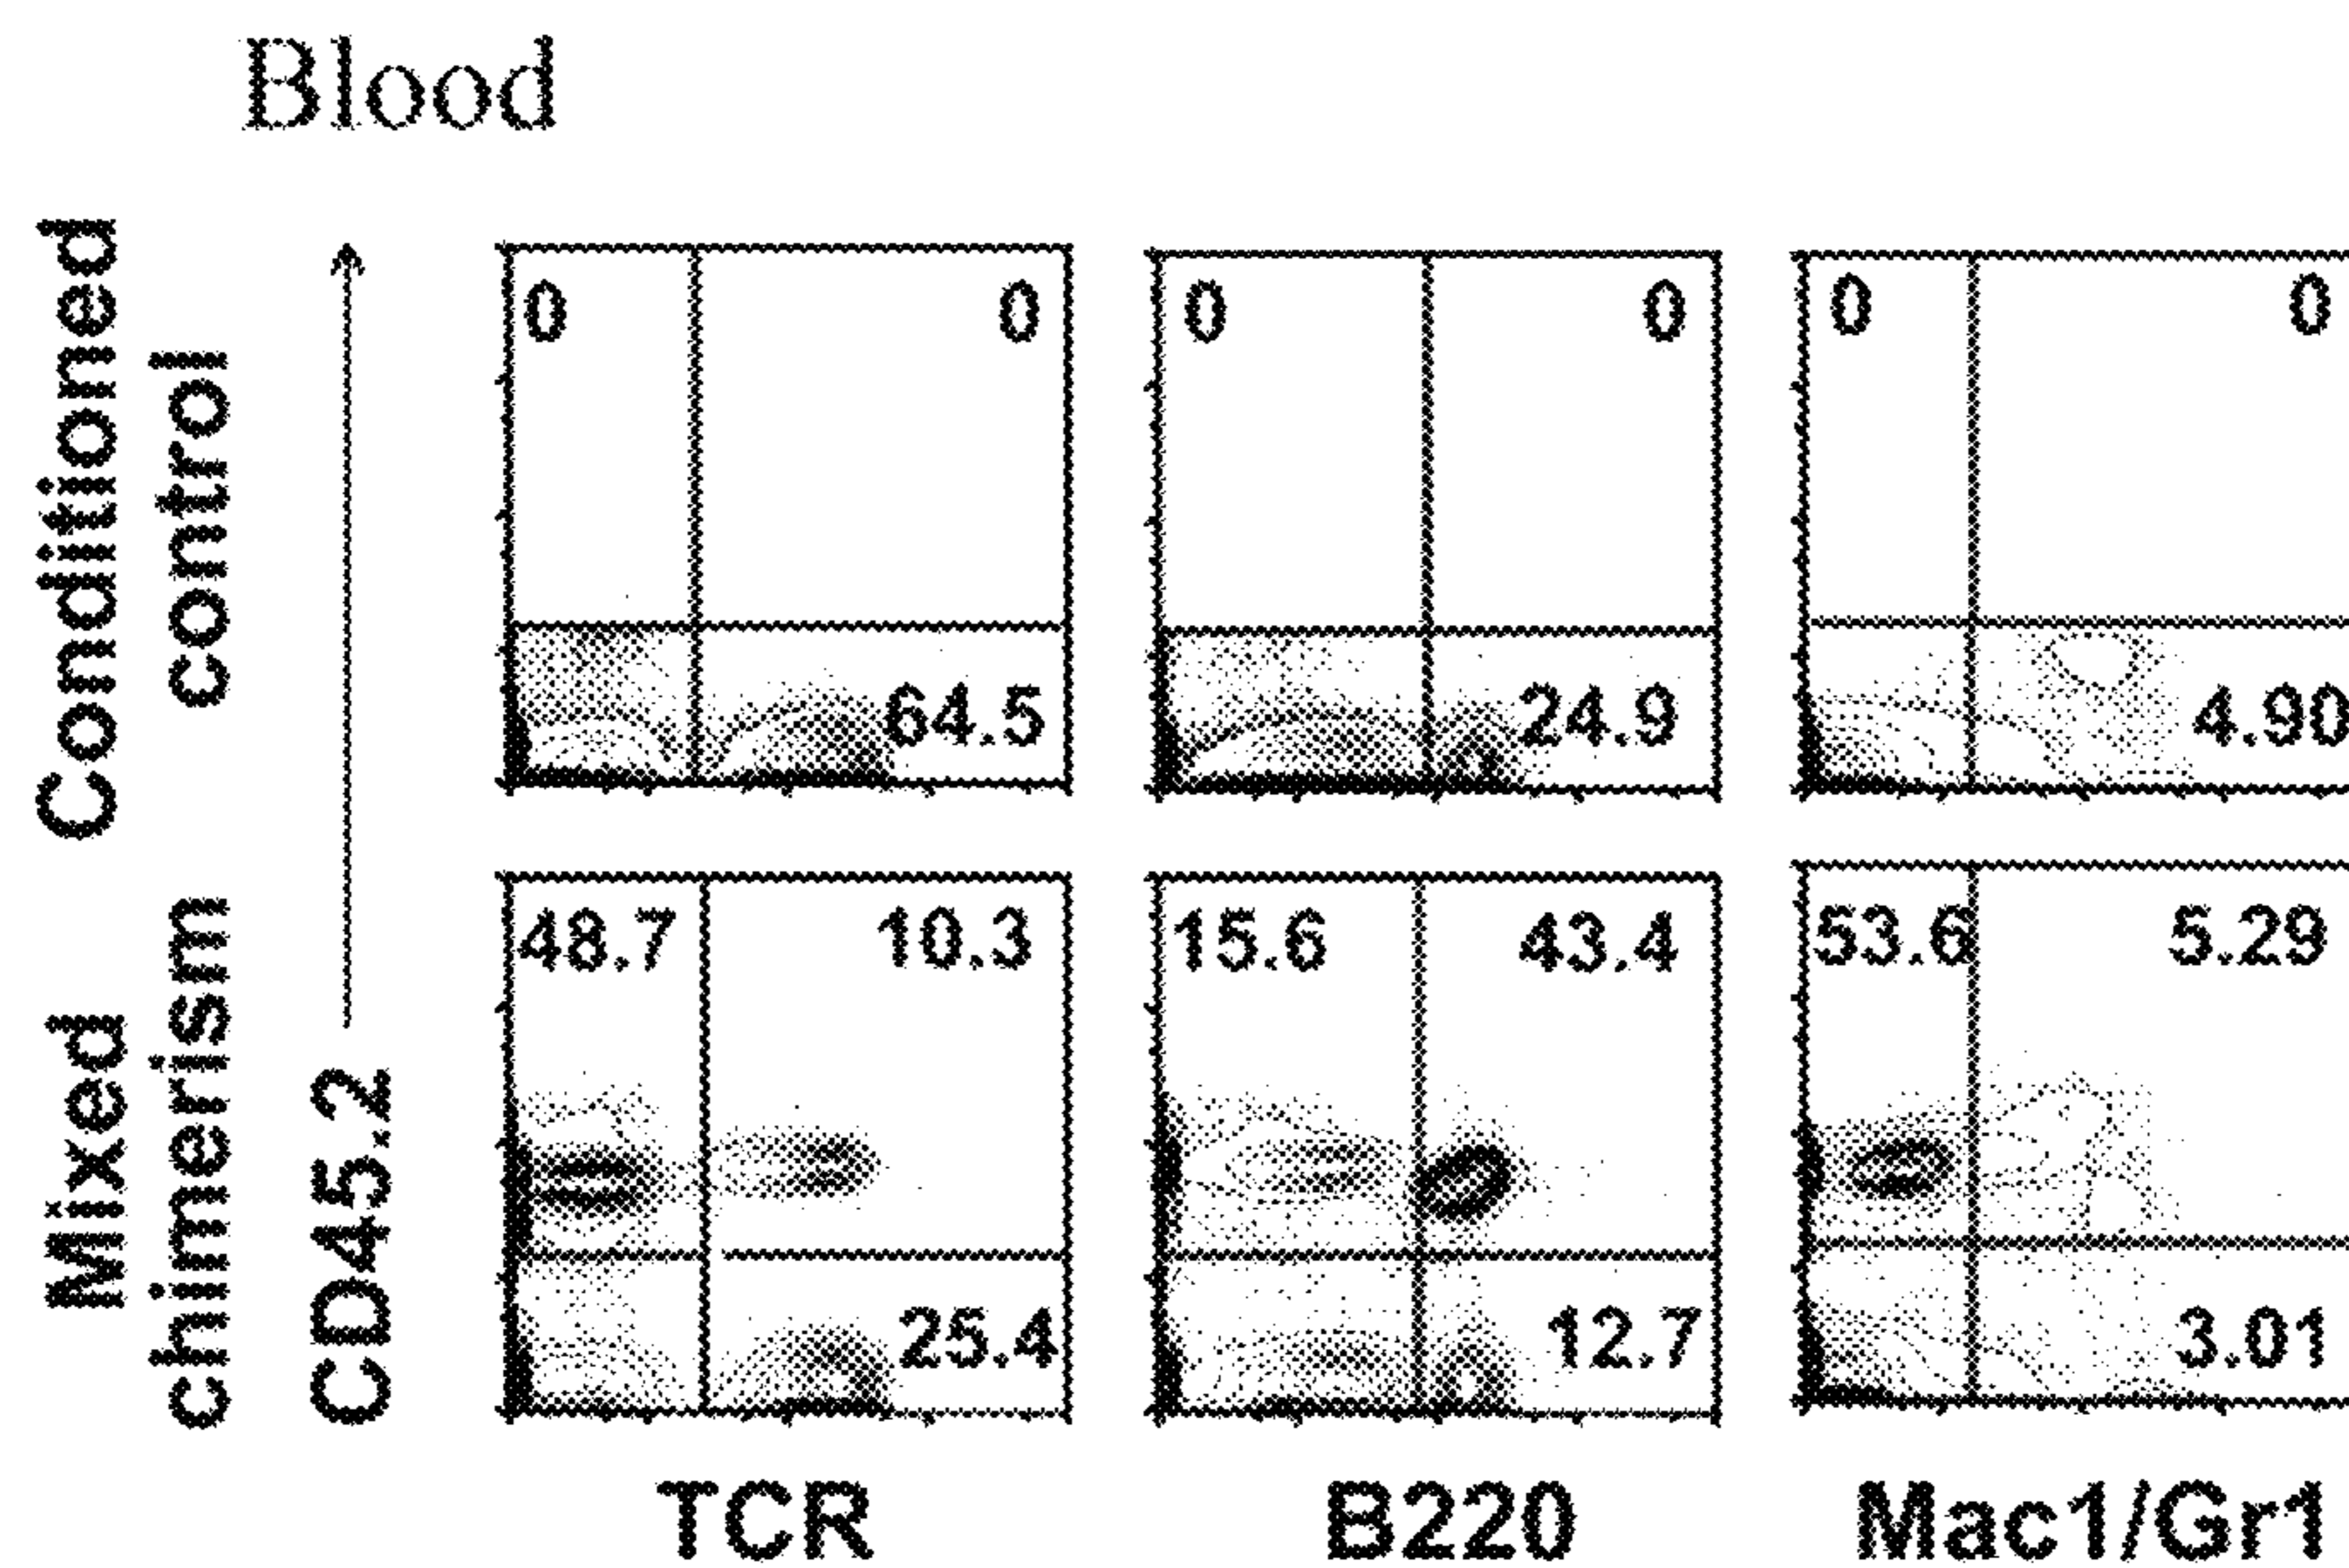 Blood
Conditioned
control
0 0
64.5
0 0
24.9
0 0
4.90
Mixed
chimerism
CD45.2
48.7 10.3
25.4
15.6 43.4
12.7
53.6 5.29
3.01
TCR
B220
Mac1/Gr1